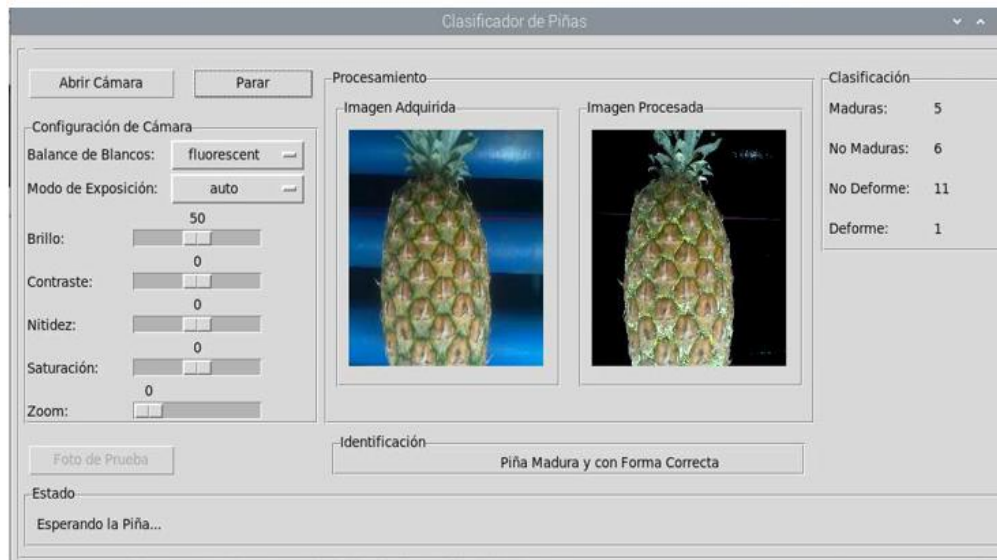 Clasificador de Piñas
Abrir Cámara
Parar
Configuración de Cámara
Balance de Blancos: fluorescent
Modo de Exposición: auto
50
Brillo:
0
Contraste:
0
Nitidez:
0
Saturación:
0
Zoom:
Foto de Prueba
Procesamiento
Imagen Adquirida
Imagen Procesada
Identificación
Piña Madura y con Forma Correcta
Clasificación
Maduras: 5
No Maduras: 6
No Deforme: 11
Deforme: 1
Estado
Esperando la Piña...